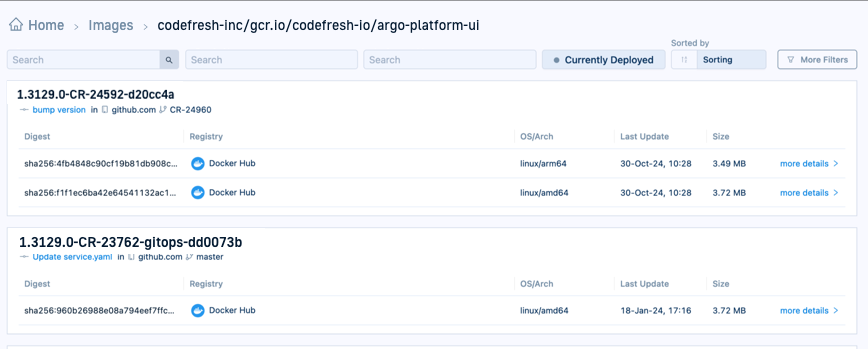 Home > Images > codefresh-inc/gcr.io/codefresh-io/argo-platform-ui
Sorted by
Search Search Search Currently Deployed Sorting More Filters
1.3129.0-CR-24592-d20cc4a
bump version in github.com CR-24960
Digest Registry OS/Arch Last Update Size
sha256:4fb4848c90cf19b81db908c... Docker Hub linux/arm64 30-Oct-24, 10:28 3.49 MB more details >
sha256:f1f1ec6ba42e64541132ac1... Docker Hub linux/amd64 30-Oct-24, 10:28 3.72 MB more details >
1.3129.0-CR-23762-gitops-dd0073b
Update service.yaml in github.com master
Digest Registry OS/Arch Last Update Size
sha256:960b26988e08a794eef7ffc... Docker Hub linux/amd64 18-Jan-24, 17:16 3.72 MB more details >